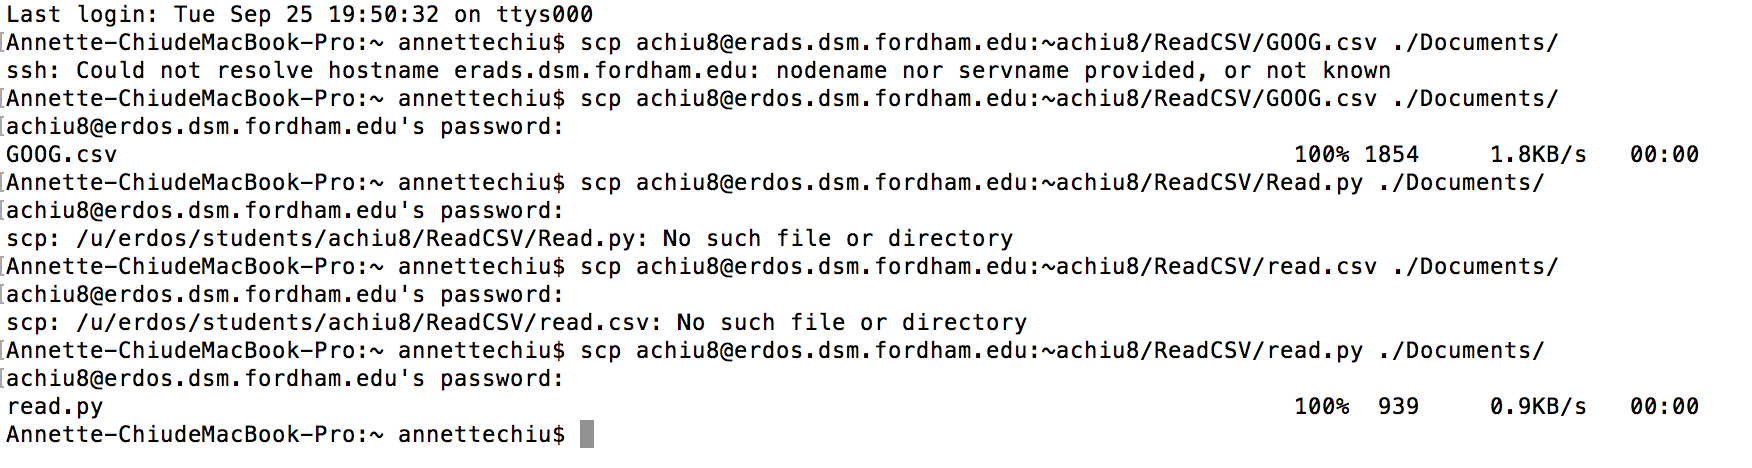 Last login: Tue Sep 25 19:50:32 on ttys000
[Annette-ChiudeMacBook-Pro:~ annettechiu$ scp achiu8@erads.dsm.fordham.edu:~achiu8/ReadCSV/GOOG.csv ./Documents/
ssh: Could not resolve hostname erads.dsm.fordham.edu: nodename nor servname provided, or not known
[Annette-ChiudeMacBook-Pro:~ annettechiu$ scp achiu8@erdos.dsm.fordham.edu:~achiu8/ReadCSV/GOOG.csv ./Documents/
[achiu8@erdos.dsm.fordham.edu's password:
GOOG.csv 100% 1854 1.8KB/s 00:00
[Annette-ChiudeMacBook-Pro:~ annettechiu$ scp achiu8@erdos.dsm.fordham.edu:~achiu8/ReadCSV/Read.py ./Documents/
[achiu8@erdos.dsm.fordham.edu's password:
scp: /u/erdos/students/achiu8/ReadCSV/Read.py: No such file or directory
[Annette-ChiudeMacBook-Pro:~ annettechiu$ scp achiu8@erdos.dsm.fordham.edu:~achiu8/ReadCSV/read.csv ./Documents/
[achiu8@erdos.dsm.fordham.edu's password:
scp: /u/erdos/students/achiu8/ReadCSV/read.csv: No such file or directory
[Annette-ChiudeMacBook-Pro:~ annettechiu$ scp achiu8@erdos.dsm.fordham.edu:~achiu8/ReadCSV/read.py ./Documents/
[achiu8@erdos.dsm.fordham.edu's password:
read.py 100% 939 0.9KB/s 00:00
Annette-ChiudeMacBook-Pro:~ annettechiu$